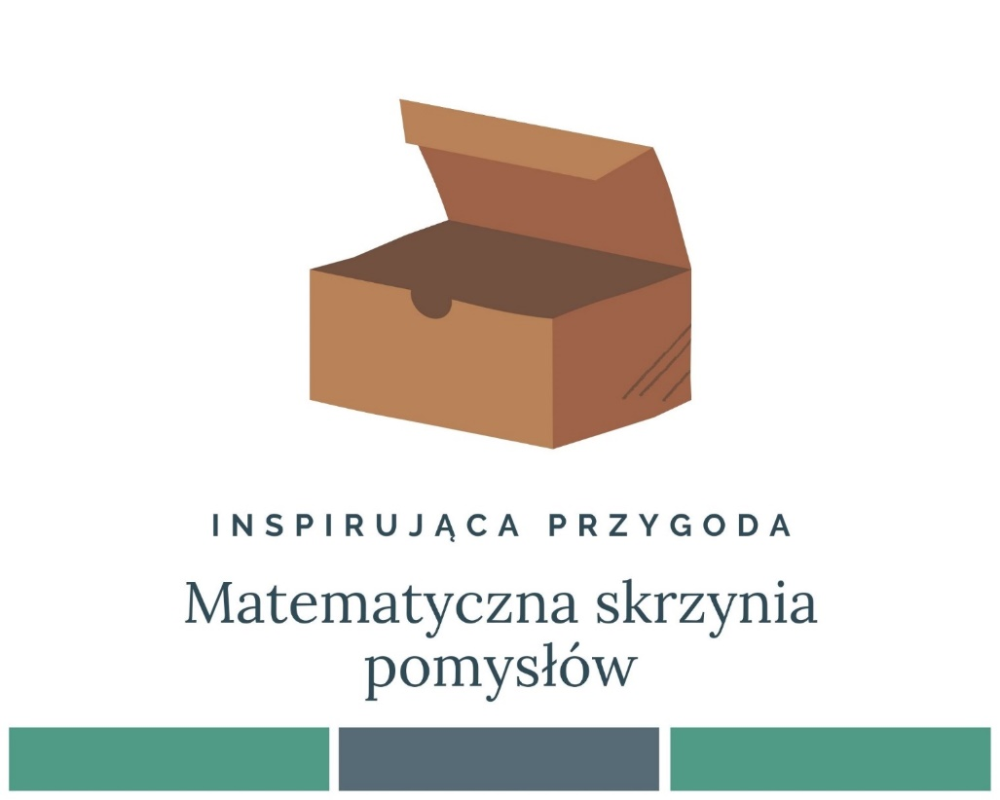 INSPIRUJĄCA PRZYGODA
Matematyczna skrzynia
pomysłów